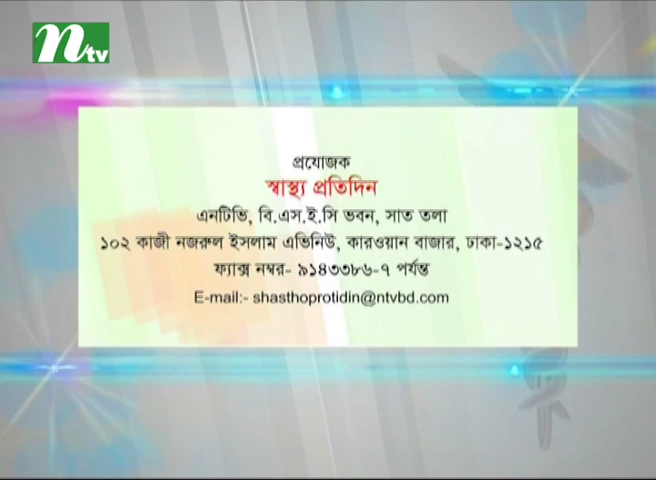 ntv
প্রযোজক
স্বাস্থ্য প্রতিদিন
এনটিভি, বি.এস.ই.সি ভবন, সাত তলা
১০২ কাজী নজরুল ইসলাম এভিনিউ, কারওয়ান বাজার, ঢাকা-১২১৫
ফ্যাক্স নম্বর- ৯১৪৩৩৮৬-৭ পর্যন্ত
E-mail:- shasthoprotidin@ntvbd.com